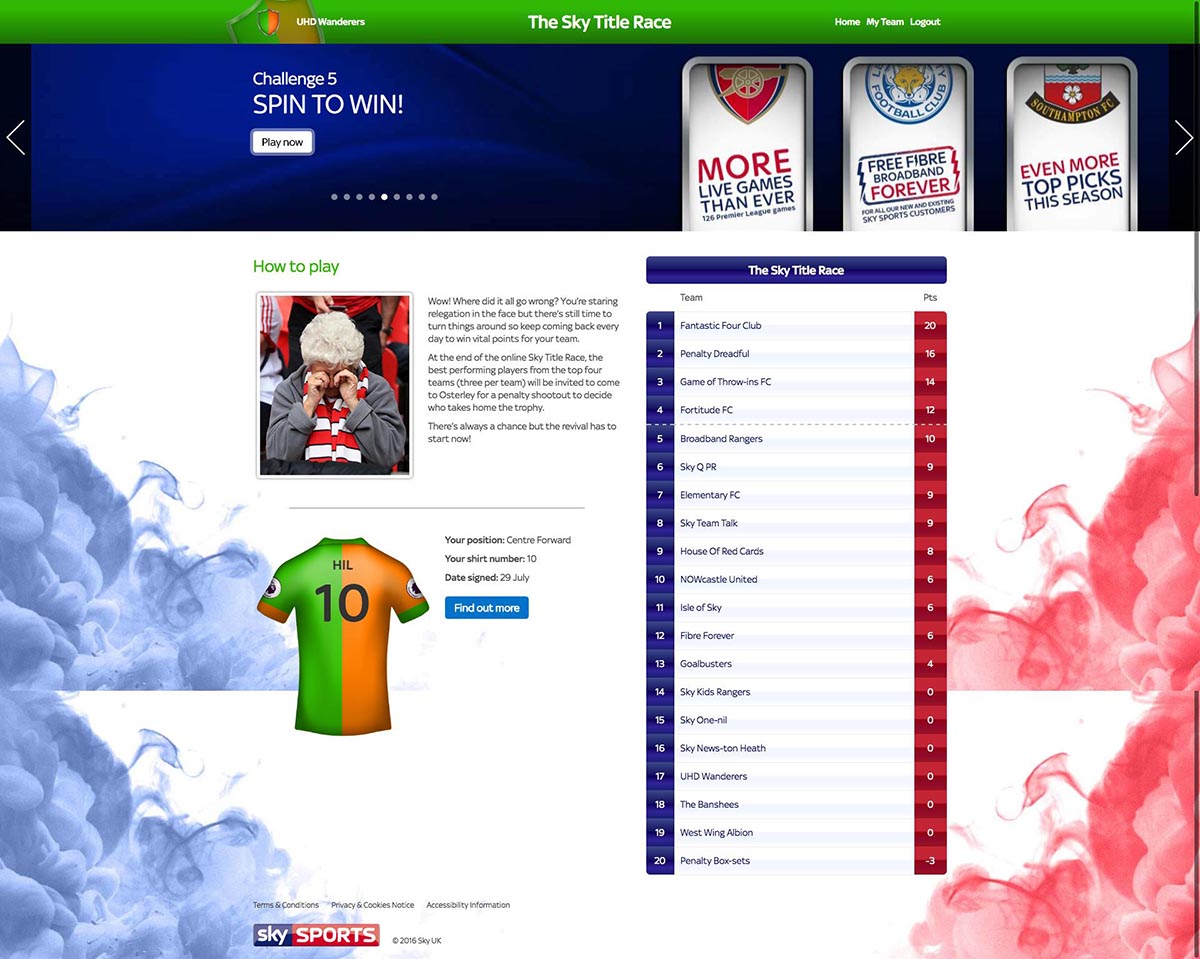 UHD Wanderers
The Sky Title Race
Home My Team Logout
Challenge 5
SPIN TO WIN!
Play now
MORE
LIVE GAMES
THAN EVER
126 Premier League games
FOOTBALL CLUB
FREE FIBRE
BROADBAND
FOREVER
FOR ALL OUR NEW AND EXISTING
SKY SPORTS CUSTOMERS
SOUTHAMPTON FC
EVEN MORE
TOP PICKS
THIS SEASON
How to play
Wow! Where did it all go wrong? You're staring
relegation in the face but there's still time to
turn things around so keep coming back every
day to win vital points for your team.
At the end of the online Sky Title Race, the
best performing players from the top four
teams (three per team) will be invited to come
to Osterley for a penalty shootout to decide
who takes home the trophy.
There's always a chance but the revival has to
start now!
HIL
10
Your position: Centre Forward
Your shirt number: 10
Date signed: 29 July
Find out more
The Sky Title Race
Team Pts
1 Fantastic Four Club 20
2 Penalty Dreadful 16
3 Game of Throw-ins FC 14
4 Fortitude FC 12
5 Broadband Rangers 10
6 Sky Q PR 9
7 Elementary FC 9
8 Sky Team Talk 9
9 House Of Red Cards 8
10 NOWcastle United 6
11 Isle of Sky 6
12 Fibre Forever 6
13 Goalbusters 4
14 Sky Kids Rangers 0
15 Sky One-nil 0
16 Sky News-ton Heath 0
17 UHD Wanderers 0
18 The Banshees 0
19 West Wing Albion 0
20 Penalty Box-sets -3
Terms & Conditions Privacy & Cookies Notice Accessibility Information
sky SPORTS © 2016 Sky UK